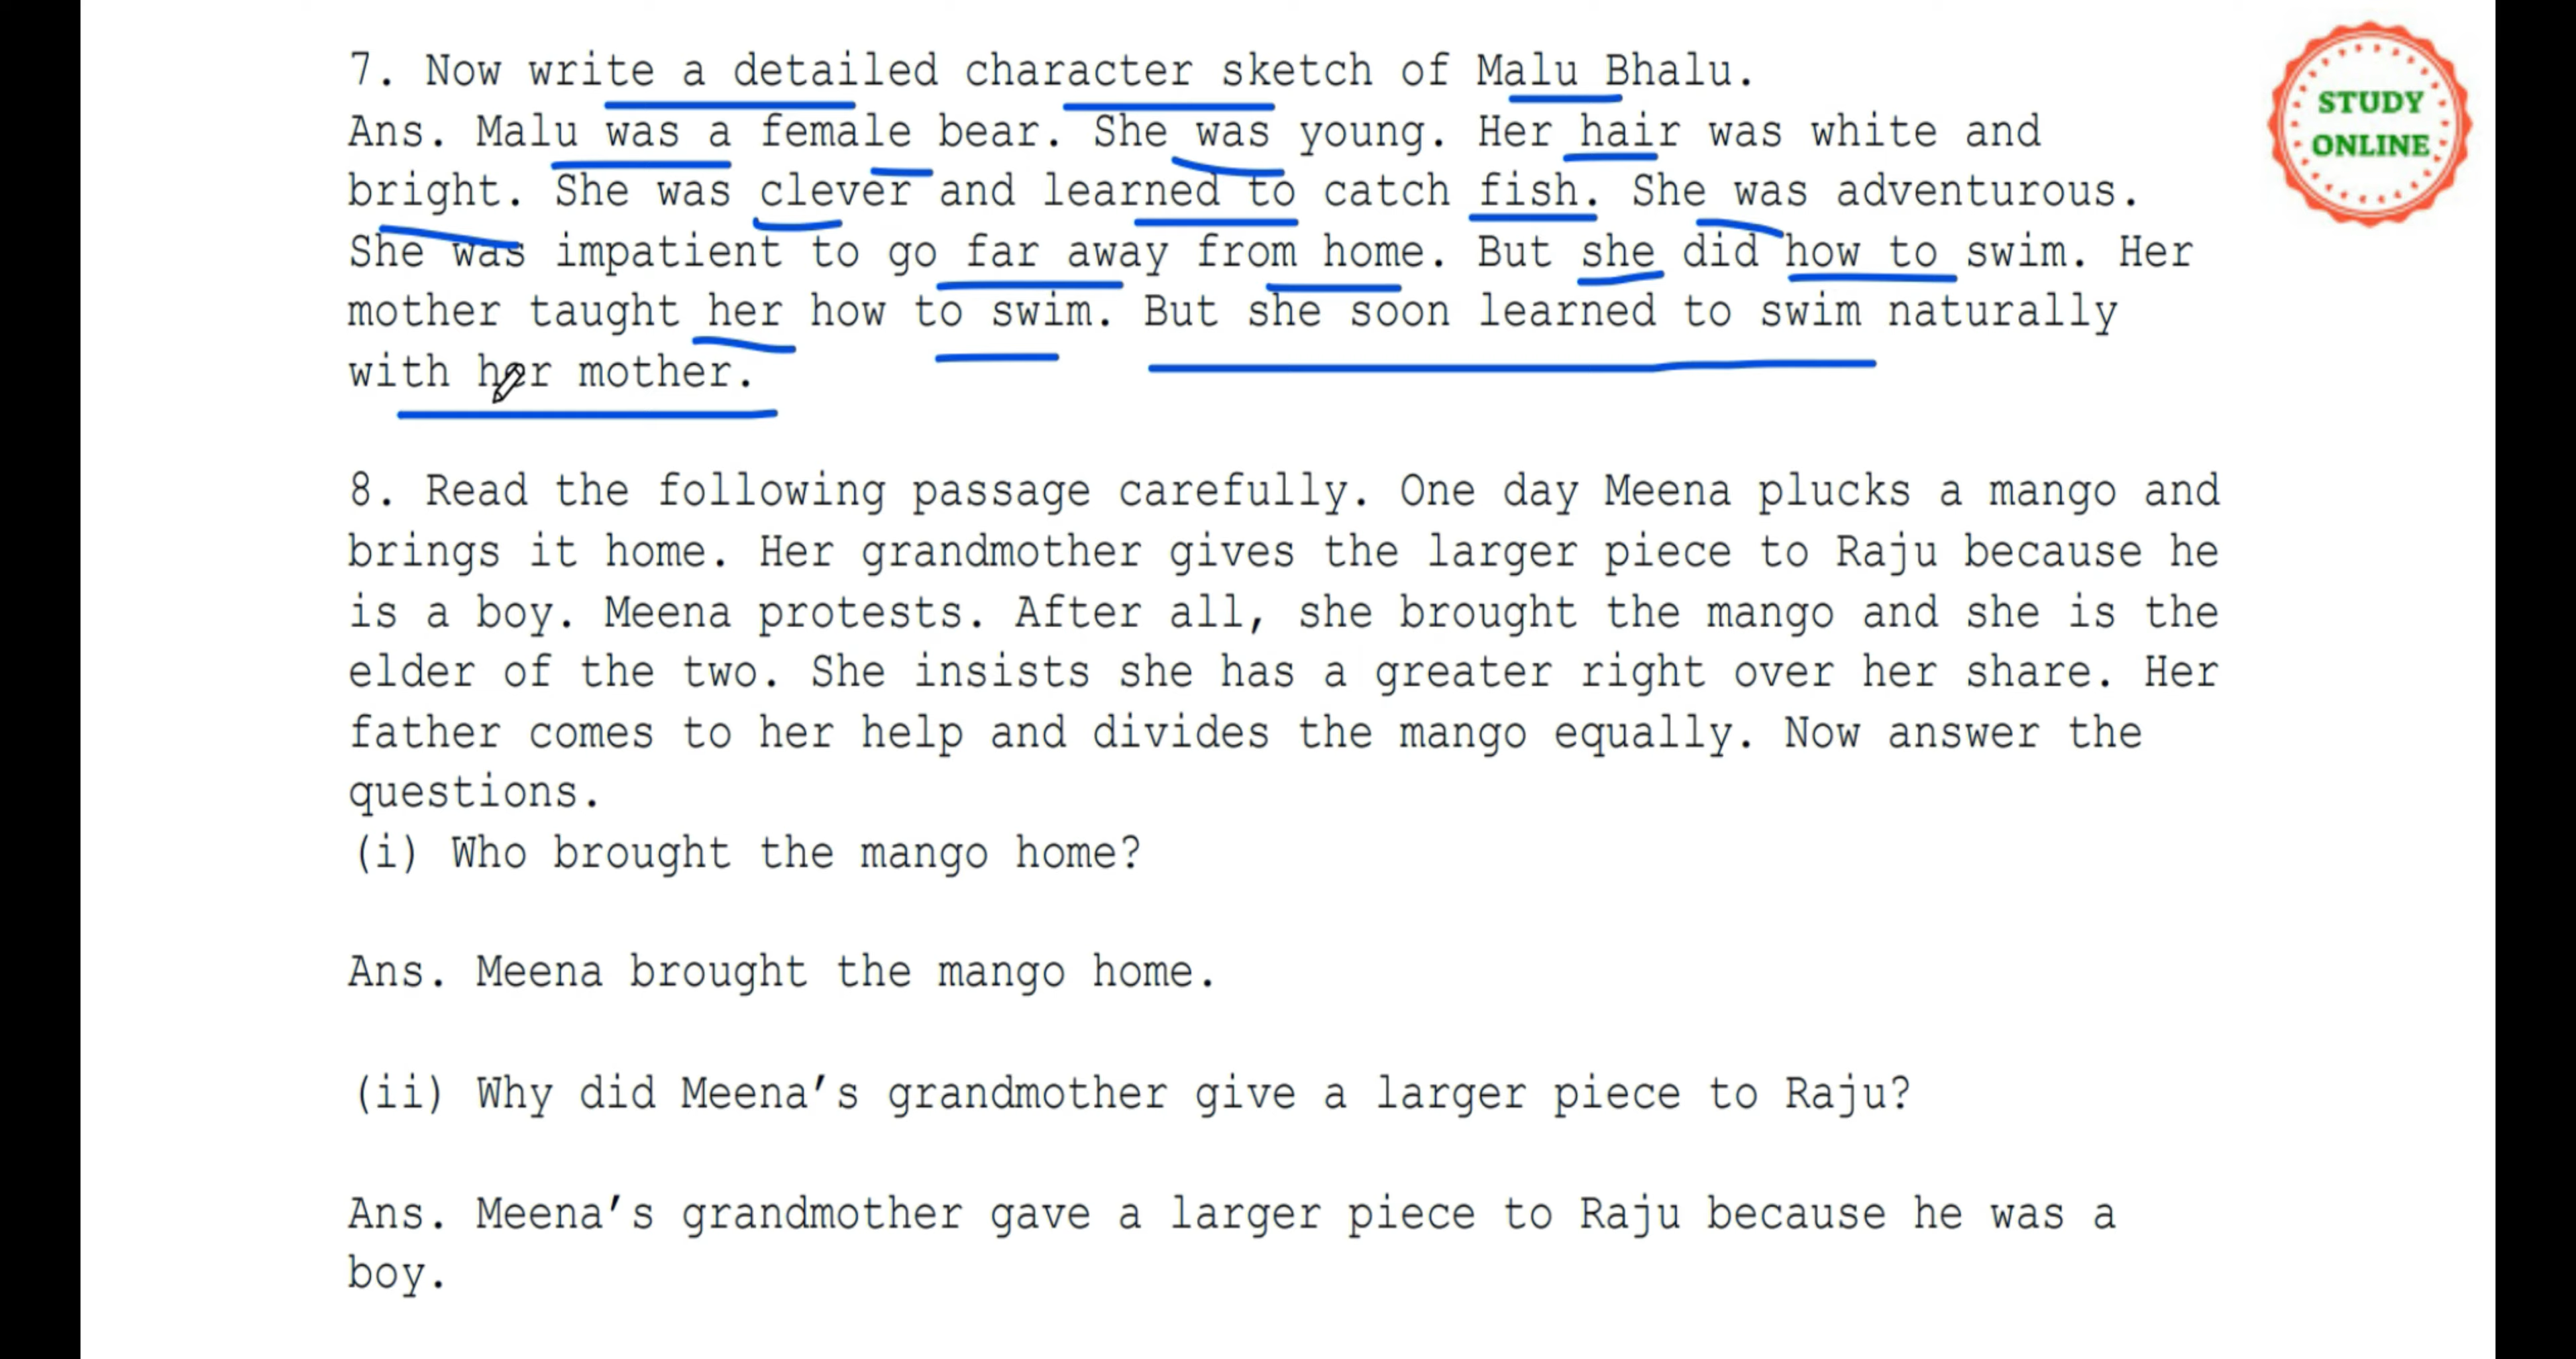 7. Now write a detailed character sketch of Malu Bhalu.
Ans. Malu was a female bear. She was young. Her hair was white and
bright. She was clever and learned to catch fish. She was adventurous.
She was impatient to go far away from home. But she did how to swim. Her
mother taught her how to swim. But she soon learned to swim naturally
with her mother.
8. Read the following passage carefully. One day Meena plucks a mango and
brings it home. Her grandmother gives the larger piece to Raju because he
is a boy. Meena protests. After all, she brought the mango and she is the
elder of the two. She insists she has a greater right over her share. Her
father comes to her help and divides the mango equally. Now answer the
questions.
(i) Who brought the mango home?
Ans. Meena brought the mango home.
(ii) Why did Meena’s grandmother give a larger piece to Raju?
Ans. Meena’s grandmother gave a larger piece to Raju because he was a
boy.
STUDY
ONLINE